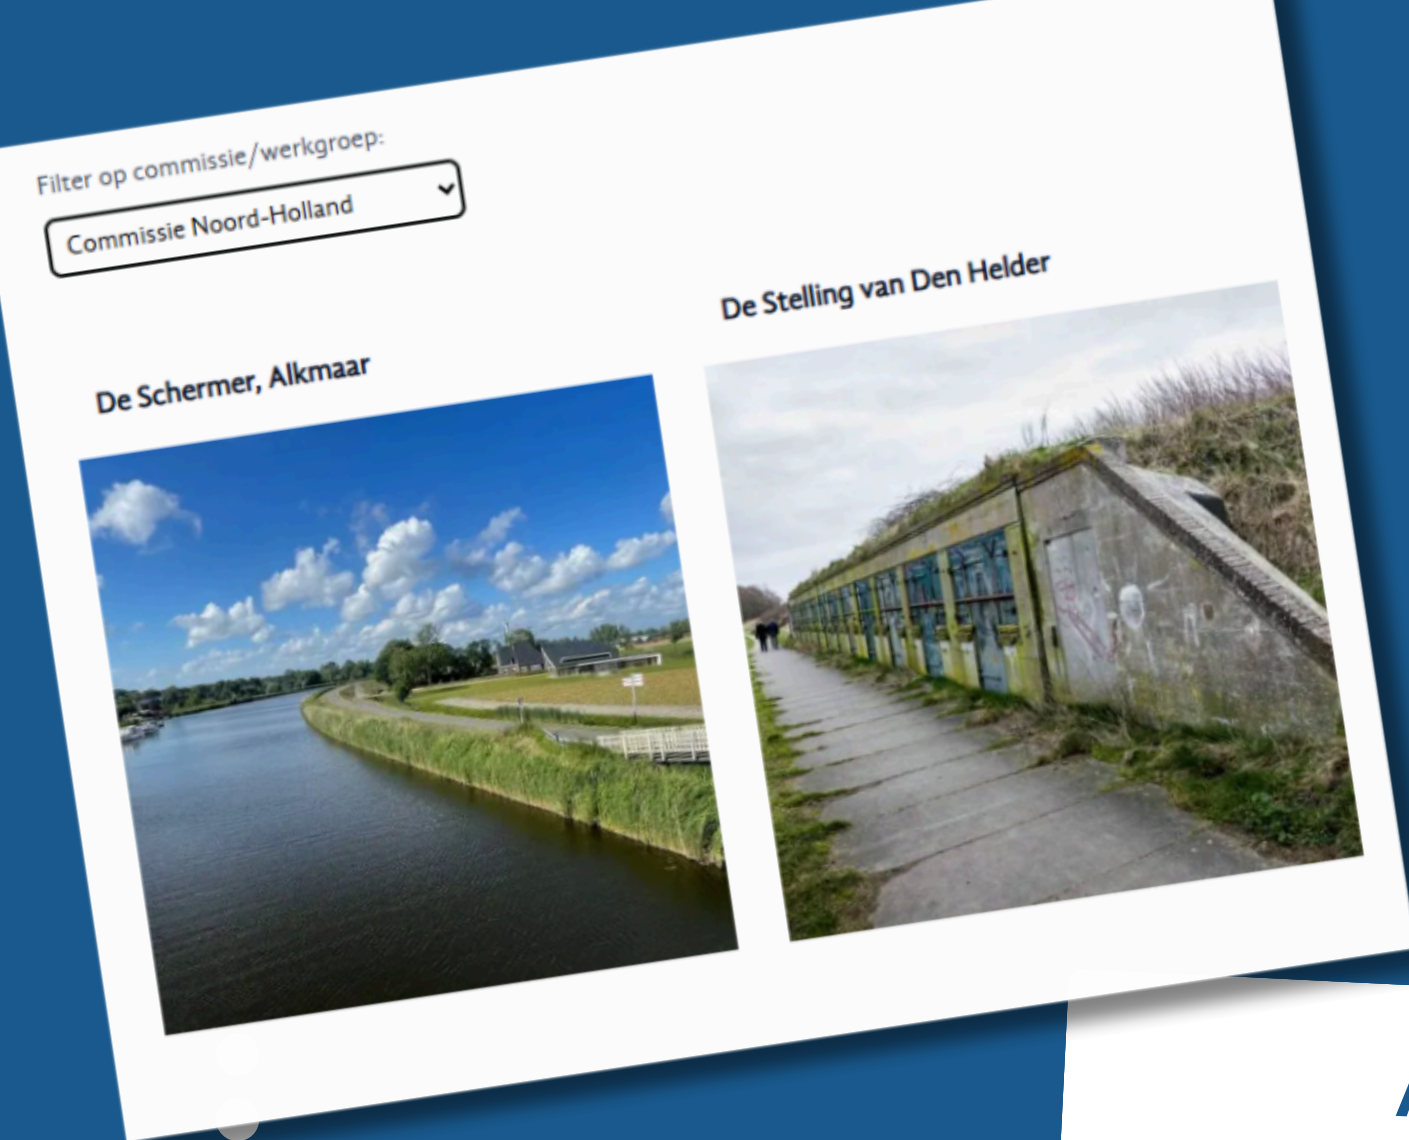 Filter op commissie/werkgroep:
Commissie Noord-Holland
De Stelling van Den Helder
De Schermer, Alkmaar